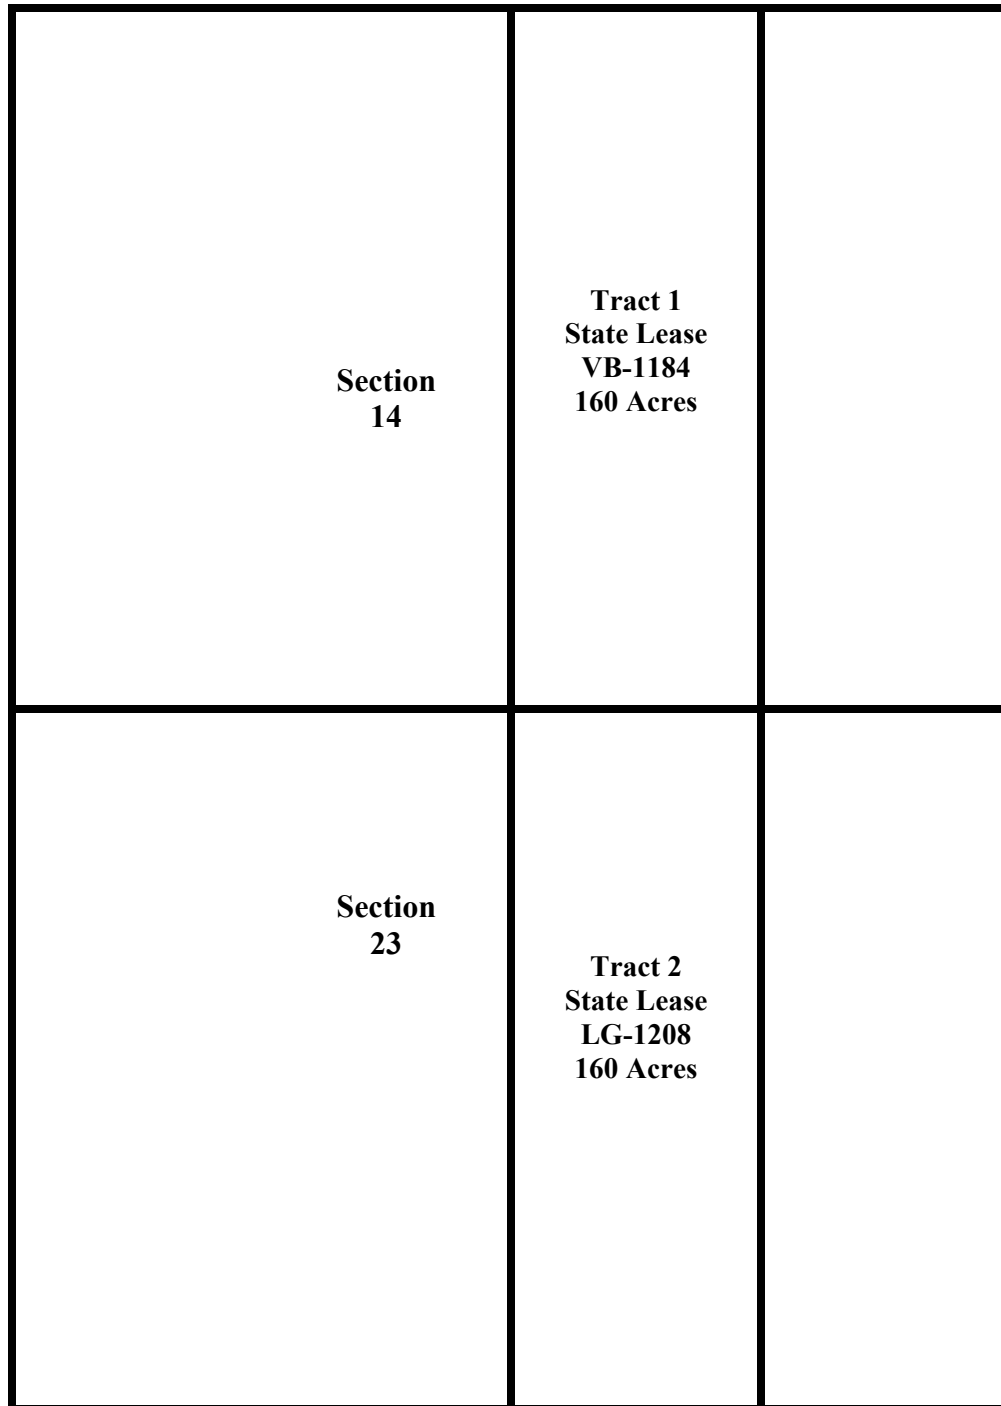 Section
14
Tract 1
State Lease
VB-1184
160 Acres
Section
23
Tract 2
State Lease
LG-1208
160 Acres